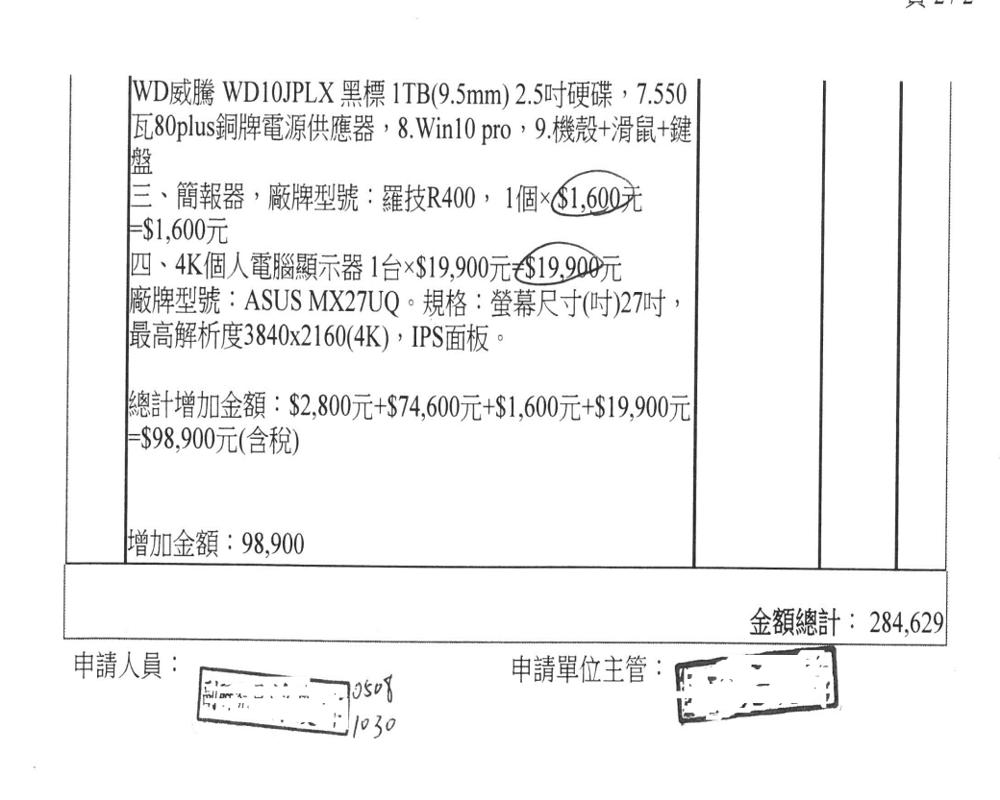 頁 2 / 2
WD威騰 WD10JPLX 黑標 1TB(9.5mm) 2.5吋硬碟，7.550
瓦80plus銅牌電源供應器，8.Win10 pro，9.機殼+滑鼠+鍵
盤
三、簡報器，廠牌型號：羅技R400， 1個×$1,600元
=$1,600元
四、4K個人電腦顯示器 1台×$19,900元=$19,900元
廠牌型號：ASUS MX27UQ。規格：螢幕尺寸(吋)27吋，
最高解析度3840x2160(4K)，IPS面板。
總計增加金額：$2,800元+$74,600元+$1,600元+$19,900元
=$98,900元(含稅)
增加金額：98,900
金額總計： 284,629
申請人員：
0508
1030
申請單位主管：